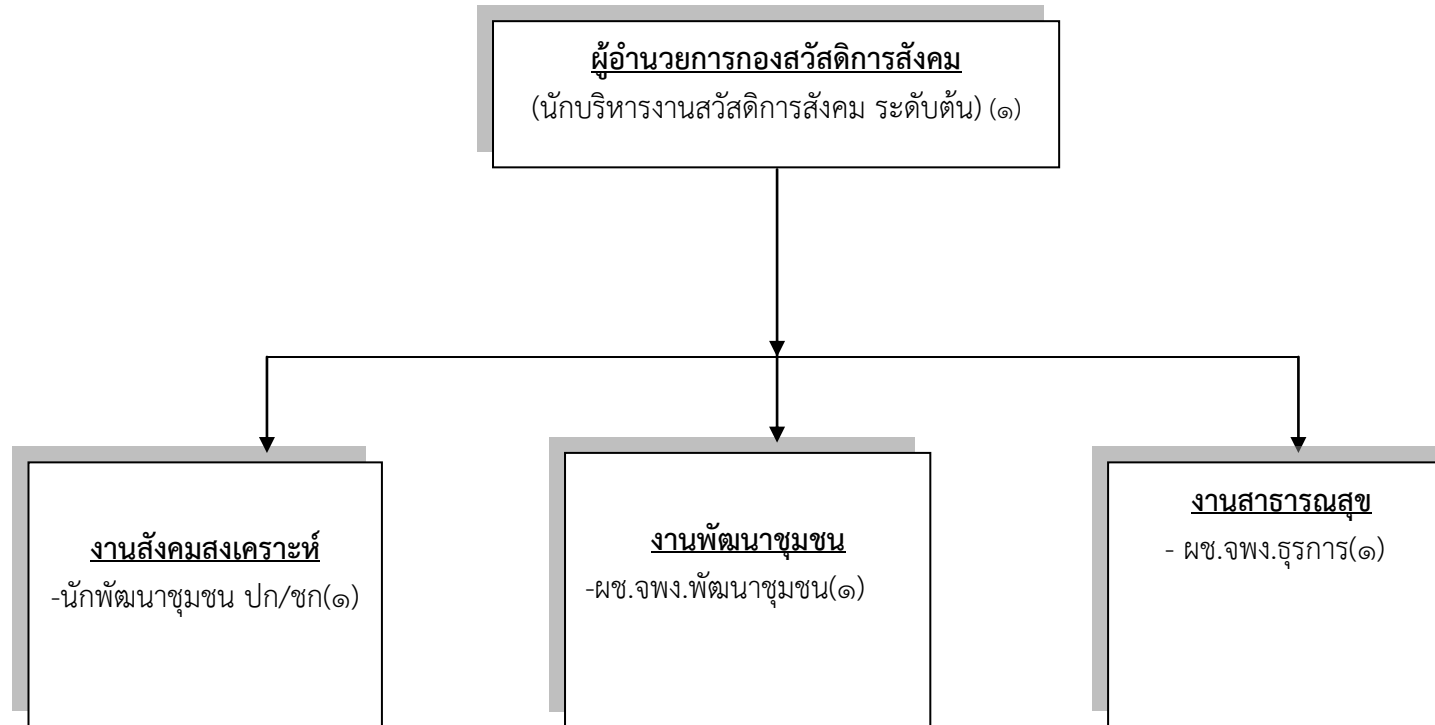 ผู้อำนวยการกองสวัสดิการสังคม
(นักบริหารงานสวัสดิการสังคม ระดับต้น) (๑)
งานสังคมสงเคราะห์
-นักพัฒนาชุมชน ปก/ชก(๑)
งานพัฒนาชุมชน
-ผช.จพง.พัฒนาชุมชน(๑)
งานสาธารณสุข
- ผช.จพง.ธุรการ(๑)